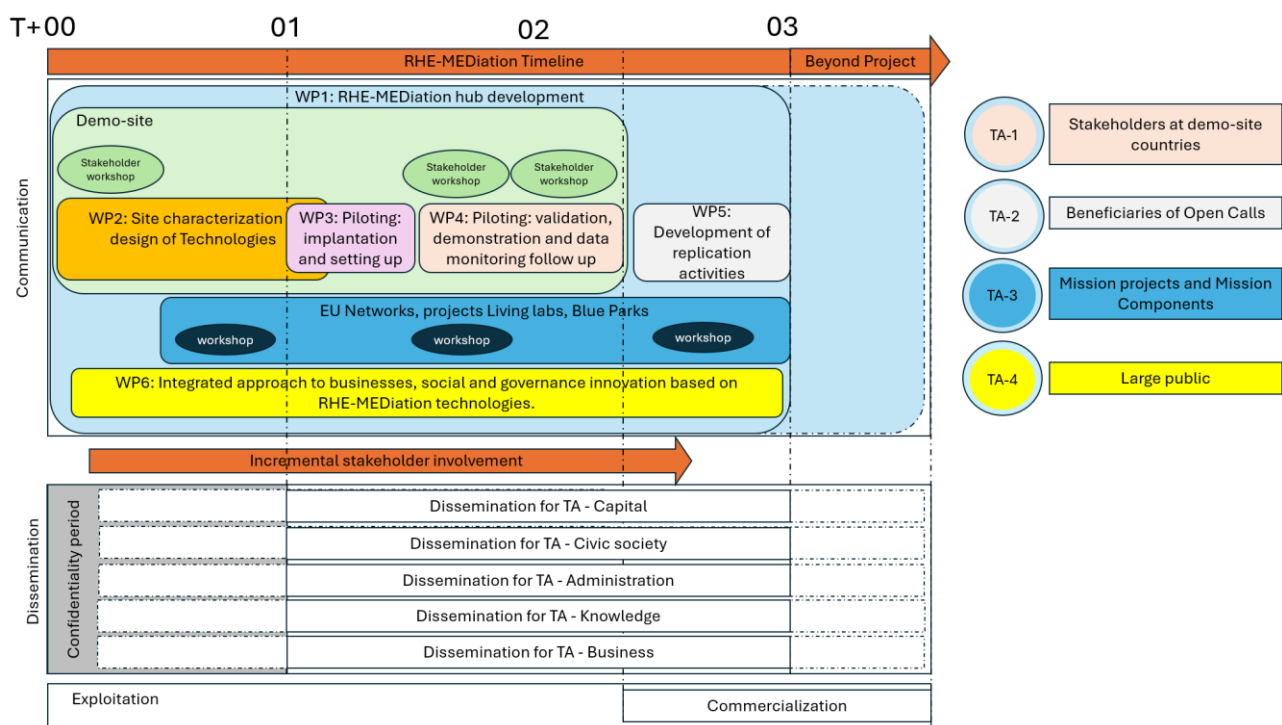 T+00 01 02 03
RHE-MEDiation Timeline
Beyond Project
Communication
WP1: RHE-MEDiation hub development
Demo-site
Stakeholder
workshop
Stakeholder
workshop
Stakeholder
workshop
WP2: Site characterization
design of Technologies
WP3: Piloting:
implantation
and setting up
WP4: Piloting: validation,
demonstration and data
monitoring follow up
WP5:
Development of
replication
activities
EU Networks, projects Living labs, Blue Parks
workshop
workshop
workshop
WP6: Integrated approach to businesses, social and governance innovation based on
RHE-MEDiation technologies.
TA-1
Stakeholders at demo-site
countries
TA-2
Beneficiaries of Open Calls
TA-3
Mission projects and Mission
Components
TA-4
Large public
Incremental stakeholder involvement
Dissemination
Confidentiality period
Dissemination for TA - Capital
Dissemination for TA - Civic society
Dissemination for TA - Administration
Dissemination for TA - Knowledge
Dissemination for TA - Business
Exploitation
Commercialization